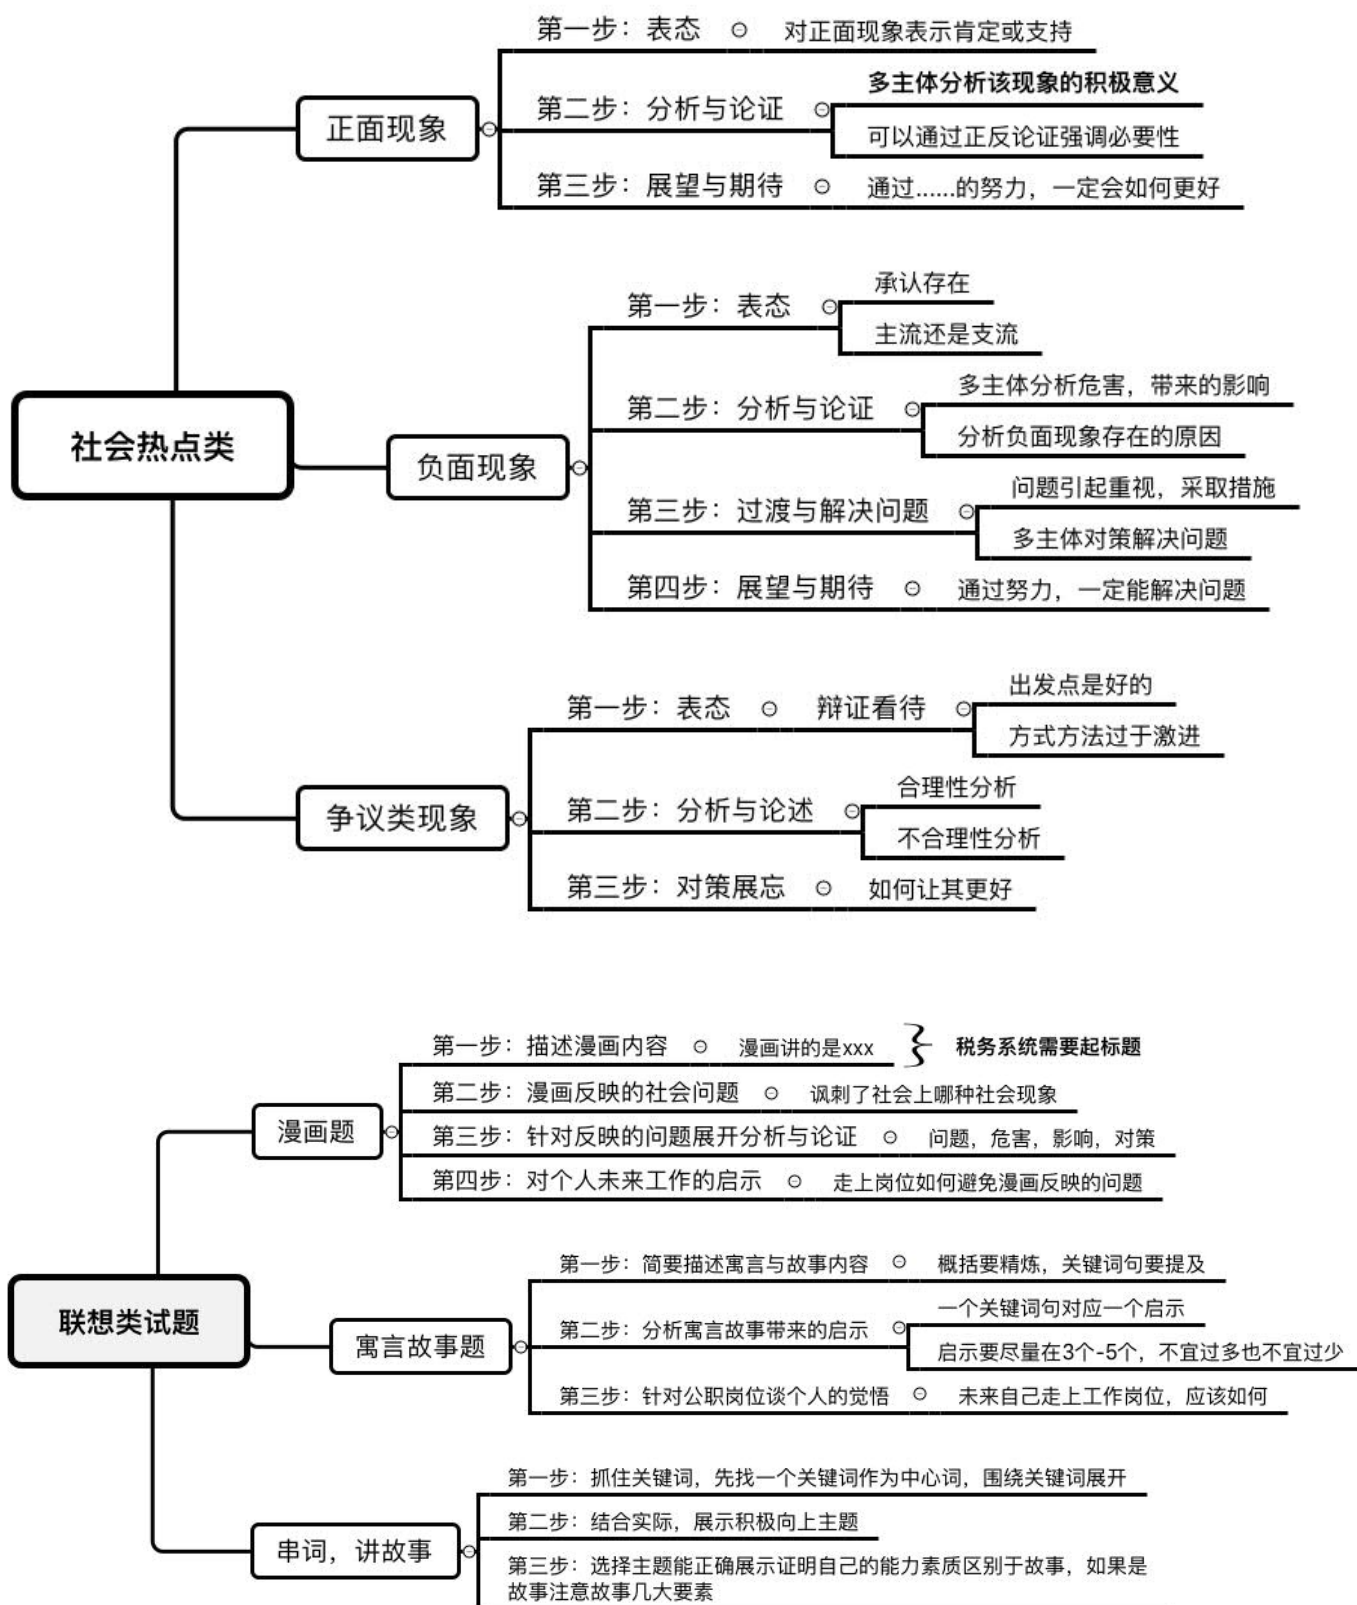 社会热点类
正面现象
第一步：表态
对正面现象表示肯定或支持
第二步：分析与论证
多主体分析该现象的积极意义
可以通过正反论证强调必要性
第三步：展望与期待
通过......的努力，一定会如何更好
负面现象
第一步：表态
承认存在
主流还是支流
第二步：分析与论证
多主体分析危害，带来的影响
分析负面现象存在的原因
第三步：过渡与解决问题
问题引起重视，采取措施
多主体对策解决问题
第四步：展望与期待
通过努力，一定能解决问题
争议类现象
第一步：表态
辩证看待
出发点是好的
方式方法过于激进
第二步：分析与论述
合理性分析
不合理性分析
第三步：对策展忘
如何让其更好
联想类试题
漫画题
第一步：描述漫画内容
漫画讲的是xxx
税务系统需要起标题
第二步：漫画反映的社会问题
讽刺了社会上哪种社会现象
第三步：针对反映的问题展开分析与论证
问题，危害，影响，对策
第四步：对个人未来工作的启示
走上岗位如何避免漫画反映的问题
寓言故事题
第一步：简要描述寓言与故事内容
概括要精炼，关键词句要提及
第二步：分析寓言故事带来的启示
一个关键词句对应一个启示
启示要尽量在3个-5个，不宜过多也不宜过少
第三步：针对公职岗位谈个人的觉悟
未来自己走上工作岗位，应该如何
串词，讲故事
第一步：抓住关键词，先找一个关键词作为中心词，围绕关键词展开
第二步：结合实际，展示积极向上主题
第三步：选择主题能正确展示证明自己的能力素质区别于故事，如果是
故事注意故事几大要素